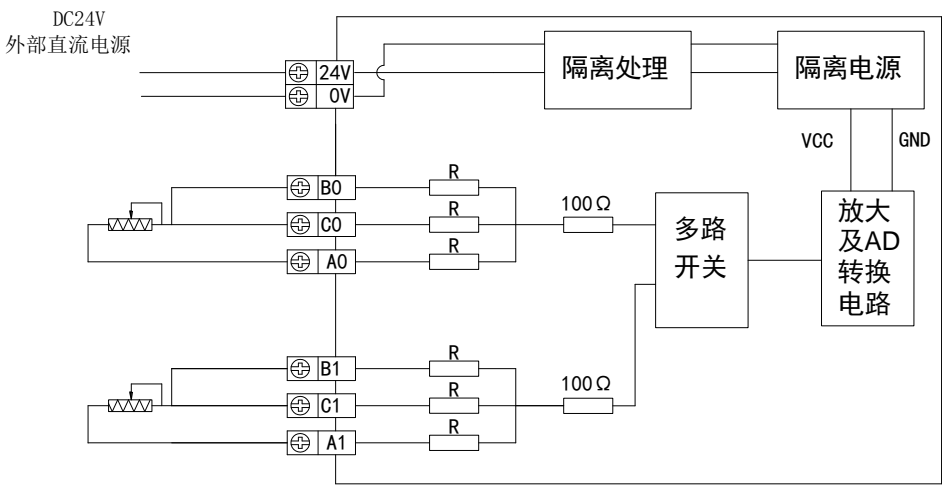 DC24V
外部直流电源
24V
0V
隔离处理
隔离电源
VCC
GND
B0
R
C0
R
A0
R
100Ω
多路
开关
放大
及AD
转换
电路
B1
R
C1
R
A1
R
100Ω